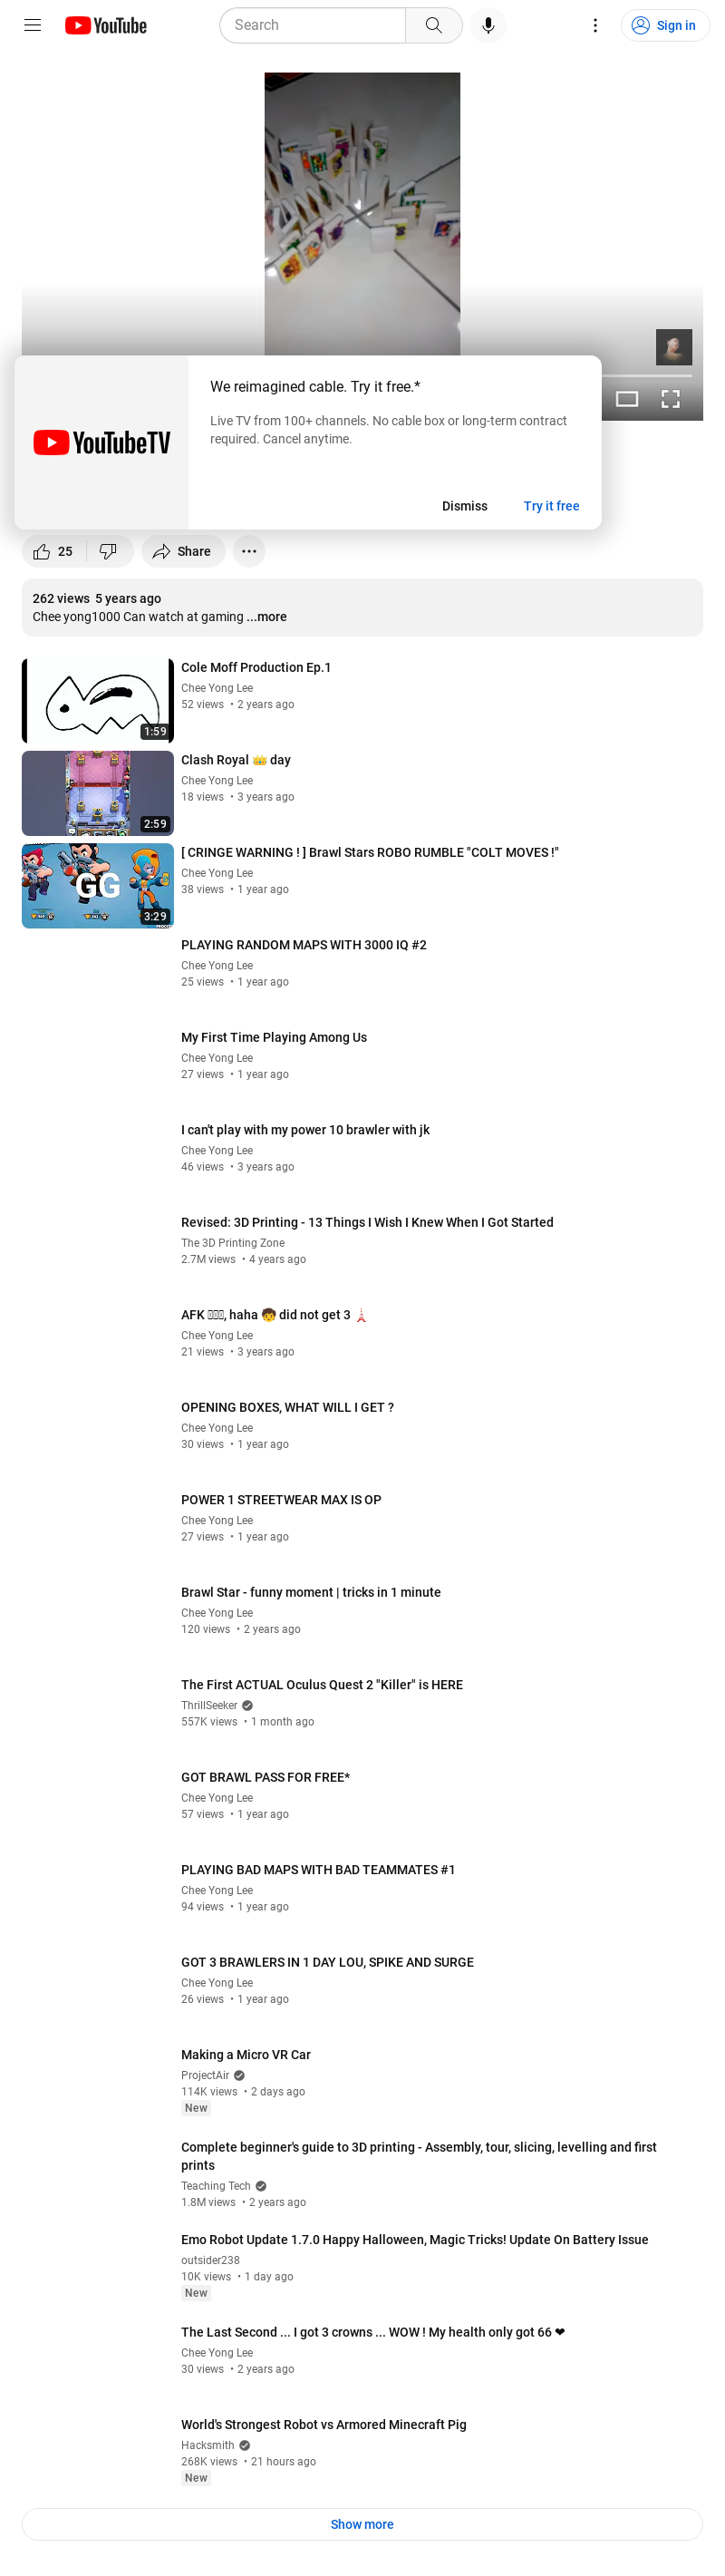 YouTube
Search
Sign in
We reimagined cable. Try it free.*
YouTubeTV
Live TV from 100+ channels. No cable box or long-term contract
required. Cancel anytime.
Dismiss
Try it free
25
Share
262 views 5 years ago
Chee yong1000 Can watch at gaming ...more
Cole Moff Production Ep.1
Chee Yong Lee
52 views • 2 years ago
1:59
Clash Royal 👑 day
Chee Yong Lee
18 views • 3 years ago
2:59
[ CRINGE WARNING ! ] Brawl Stars ROBO RUMBLE "COLT MOVES !"
Chee Yong Lee
38 views • 1 year ago
GG
3:29
PLAYING RANDOM MAPS WITH 3000 IQ #2
Chee Yong Lee
25 views • 1 year ago
My First Time Playing Among Us
Chee Yong Lee
27 views • 1 year ago
I can't play with my power 10 brawler with jk
Chee Yong Lee
46 views • 3 years ago
Revised: 3D Printing - 13 Things I Wish I Knew When I Got Started
The 3D Printing Zone
2.7M views • 4 years ago
AFK , haha 🧒 did not get 3 🗼
Chee Yong Lee
21 views • 3 years ago
OPENING BOXES, WHAT WILL I GET ?
Chee Yong Lee
30 views • 1 year ago
POWER 1 STREETWEAR MAX IS OP
Chee Yong Lee
27 views • 1 year ago
Brawl Star - funny moment | tricks in 1 minute
Chee Yong Lee
120 views • 2 years ago
The First ACTUAL Oculus Quest 2 "Killer" is HERE
ThrillSeeker
557K views • 1 month ago
GOT BRAWL PASS FOR FREE*
Chee Yong Lee
57 views • 1 year ago
PLAYING BAD MAPS WITH BAD TEAMMATES #1
Chee Yong Lee
94 views • 1 year ago
GOT 3 BRAWLERS IN 1 DAY LOU, SPIKE AND SURGE
Chee Yong Lee
26 views • 1 year ago
Making a Micro VR Car
ProjectAir
114K views • 2 days ago
New
Complete beginner's guide to 3D printing - Assembly, tour, slicing, levelling and first
prints
Teaching Tech
1.8M views • 2 years ago
Emo Robot Update 1.7.0 Happy Halloween, Magic Tricks! Update On Battery Issue
outsider238
10K views • 1 day ago
New
The Last Second ... I got 3 crowns ... WOW ! My health only got 66 ❤
Chee Yong Lee
30 views • 2 years ago
World's Strongest Robot vs Armored Minecraft Pig
Hacksmith
268K views • 21 hours ago
New
Show more